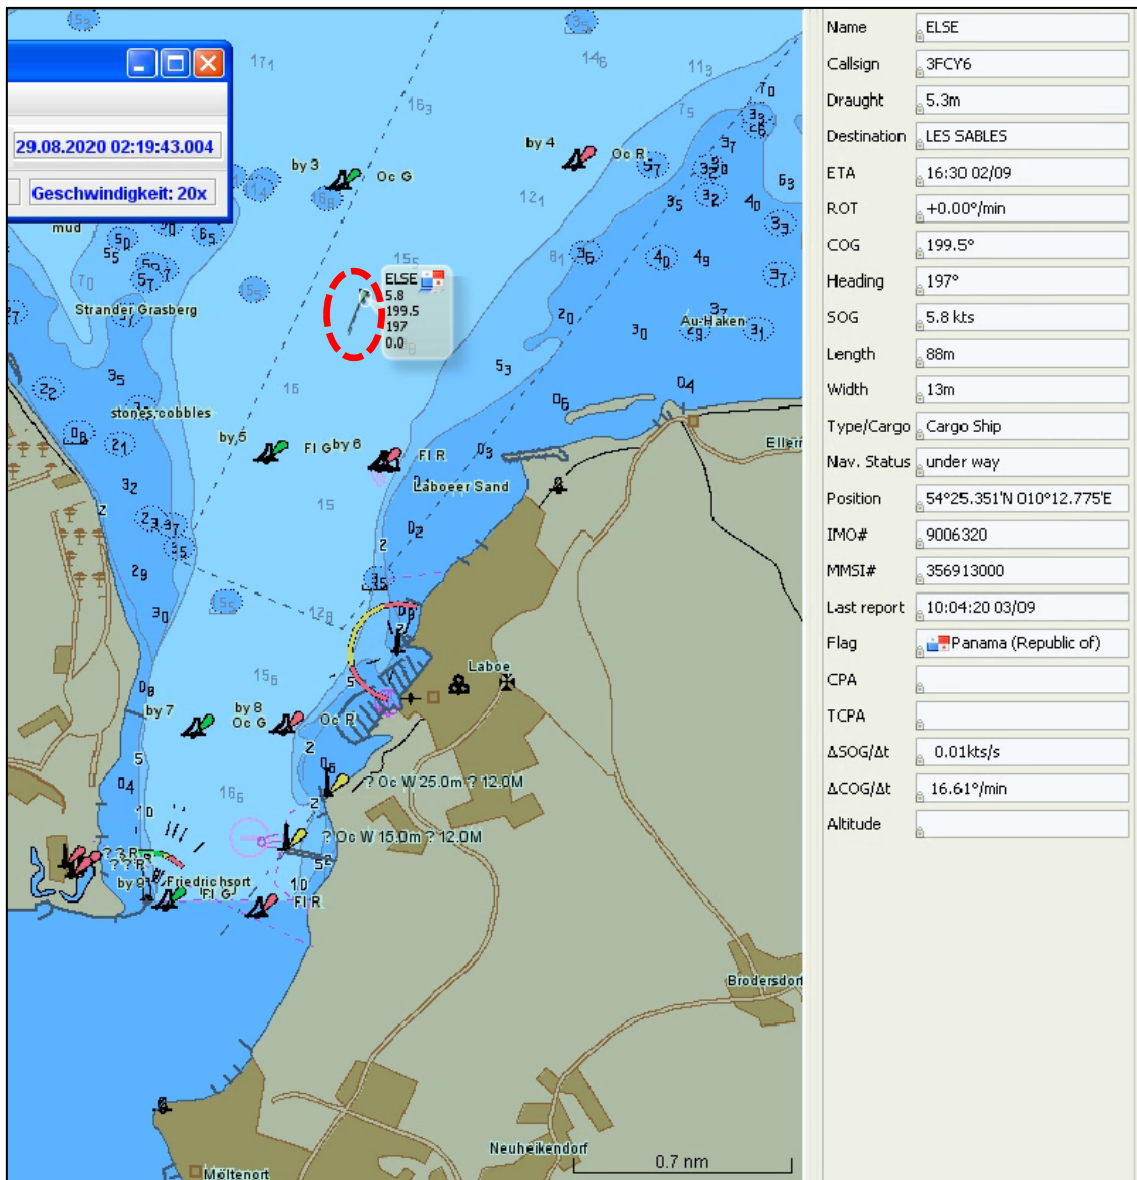 29.08.2020 02:19:43.004
Geschwindigkeit: 20x
by 3
Oc G
by 4
Oc R
mud
Strander Grasberg
ELSE
5.8
199.5
197
0.0
Au-Haken
stones;cobbles
by 5
Fl G
by 6
Fl R
Laboeer Sand
Ellern
Laboe
by 7
by 8
Oc G
Oc R
? Oc W 25.0m ? 12.0M
? Oc W 15.0m ? 12.0M
? ? R
? ? R
by 9
Friedrichsort
Fl G
Fl R
Brodersdorf
Neuheikendorf
Möltenort
0.7 nm
Name ELSE
Callsign 3FCY6
Draught 5.3m
Destination LES SABLES
ETA 16:30 02/09
ROT +0.00°/min
COG 199.5°
Heading 197°
SOG 5.8 kts
Length 88m
Width 13m
Type/Cargo Cargo Ship
Nav. Status under way
Position 54°25.351'N 010°12.775'E
IMO# 9006320
MMSI# 356913000
Last report 10:04:20 03/09
Flag Panama (Republic of)
CPA
TCPA
ΔSOG/Δt 0.01kts/s
ΔCOG/Δt 16.61°/min
Altitude